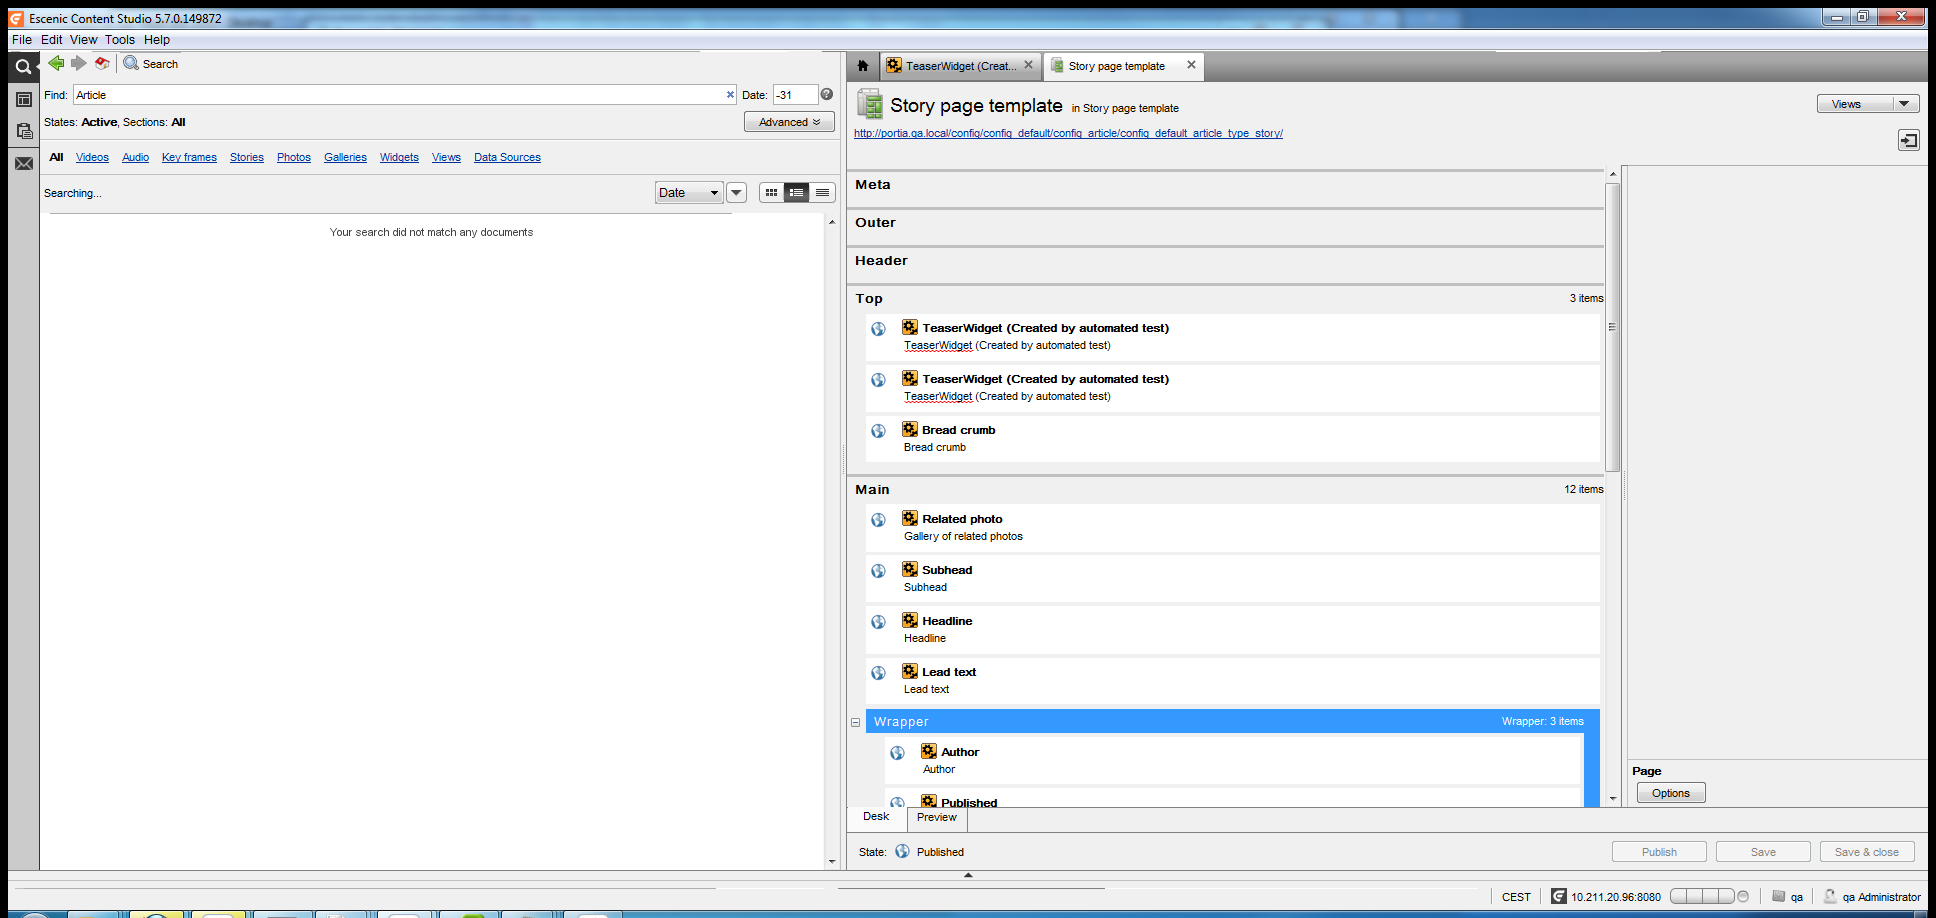 Escenic Content Studio 5.7.0.149872
File Edit View Tools Help
Search
Find: Article Date: -31
States: Active, Sections: All
Advanced
All Videos Audio Key frames Stories Photos Galleries Widgets Views Data Sources
Searching... Date
Your search did not match any documents
TeaserWidget (Creat... Story page template
Story page template in Story page template
Views
http://portia.qa.local/config/config_default/config_article/config_default_article_type_story/
Meta
Outer
Header
Top 3 items
TeaserWidget (Created by automated test)
TeaserWidget (Created by automated test)
TeaserWidget (Created by automated test)
TeaserWidget (Created by automated test)
Bread crumb
Bread crumb
Main 12 items
Related photo
Gallery of related photos
Subhead
Subhead
Headline
Headline
Lead text
Lead text
Wrapper Wrapper: 3 items
Author
Author
Published
Page
Options
Desk Preview
State: Published
Publish Save Save & close
CEST 10.211.20.96:8080 qa qa Administrator